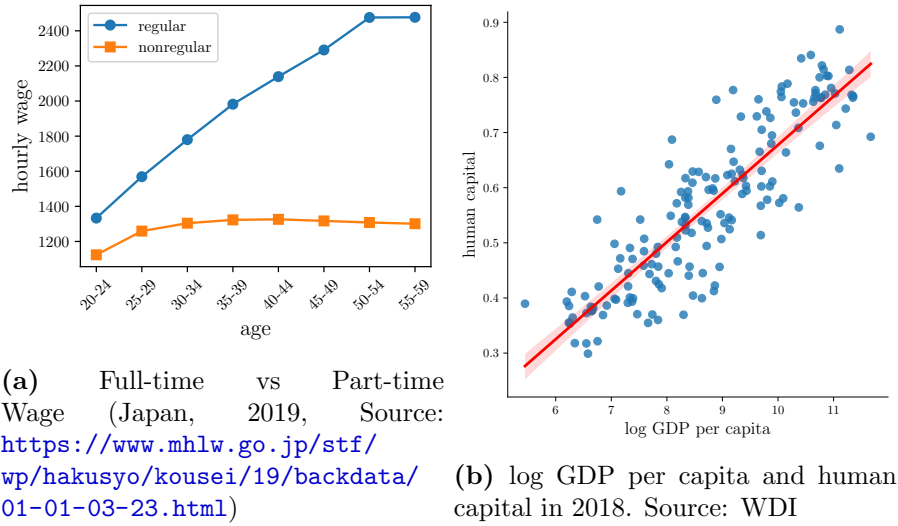 regular
nonregular
2400
2200
2000
1800
1600
1400
1200
hourly wage
20-24
25-29
30-34
35-39
40-44
45-49
50-54
55-59
age
(a) Full-time vs Part-time
Wage (Japan, 2019, Source:
https://www.mhlw.go.jp/stf/
wp/hakusyo/kousei/19/backdata/
01-01-03-23.html)
0.9
0.8
0.7
0.6
0.5
0.4
0.3
human capital
6
7
8
9
10
11
log GDP per capita
(b) log GDP per capita and human
capital in 2018. Source: WDI